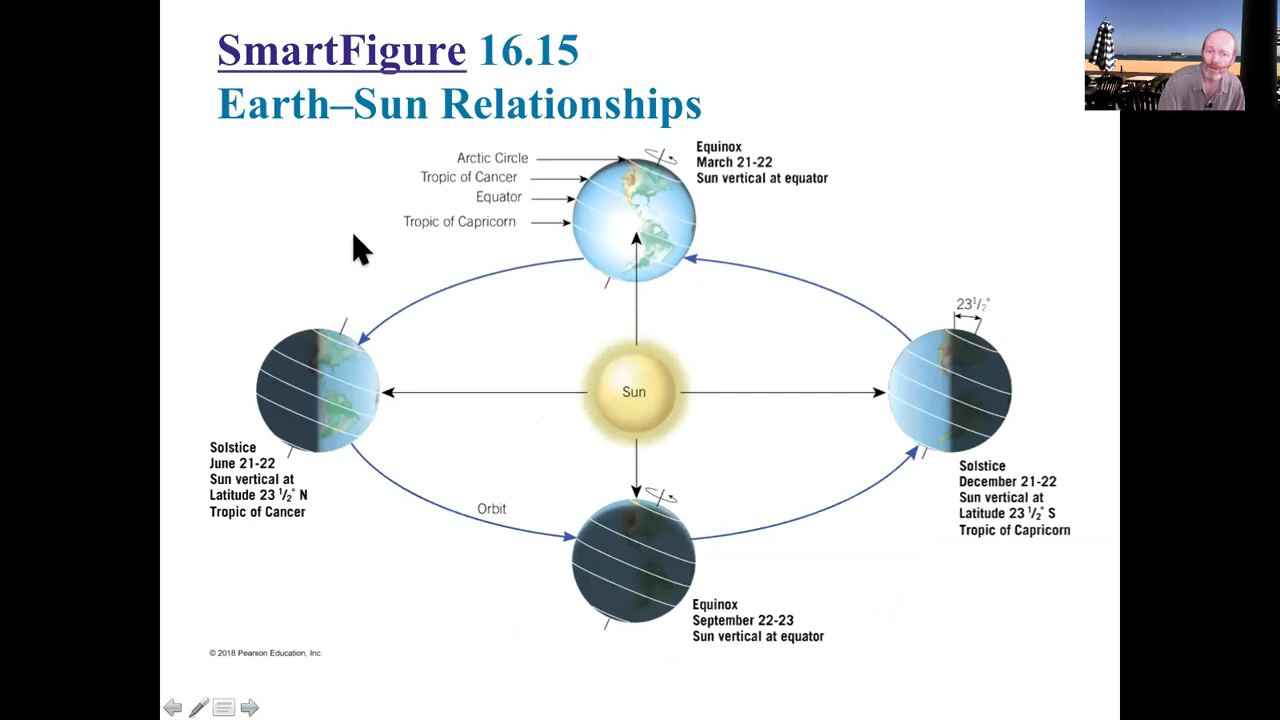 SmartFigure 16.15
Earth–Sun Relationships
Equinox
March 21-22
Sun vertical at equator
Arctic Circle
Tropic of Cancer
Equator
Tropic of Capricorn
23½°
Sun
Solstice
June 21-22
Sun vertical at
Latitude 23 ½° N
Tropic of Cancer
Solstice
December 21-22
Sun vertical at
Latitude 23 ½° S
Tropic of Capricorn
Orbit
Equinox
September 22-23
Sun vertical at equator
© 2018 Pearson Education, Inc.